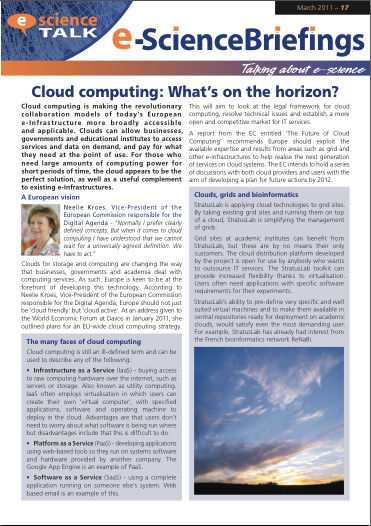 e science
TALK
March 2011 - 17
e-ScienceBriefings
Talking about e-science
Cloud computing: What's on the horizon?
Cloud computing is making the revolutionary
collaboration models of today's European
e-Infrastructure more broadly accessible
and applicable. Clouds can allow businesses,
governments and educational institutes to access
services and data on demand, and pay for what
they need at the point of use. For those who
need large amounts of computing power for
short periods of time, the cloud appears to be the
perfect solution, as well as a useful complement
to existing e-Infrastructures.
A European vision
Neelie Kroes, Vice-President of the
European Commission responsible for the
Digital Agenda - "Normally I prefer clearly
defined concepts. But when it comes to cloud
computing I have understood that we cannot
wait for a universally agreed definition. We
have to act."
Clouds for storage and computing are changing the way
that businesses, governments and academia deal with
computing services. As such, Europe is keen to be at the
forefront of developing this technology. According to
Neelie Kroes, Vice-President of the European Commission
responsible for the Digital Agenda, Europe should not just
be 'cloud friendly' but 'cloud active'. At an address given to
the World Economic Forum at Davos in January 2011, she
outlined plans for an EU-wide cloud computing strategy.
The many faces of cloud computing
Cloud computing is still an ill-defined term and can be
used to describe any of the following:
• Infrastructure as a Service (IaaS) - buying access
to raw computing hardware over the internet, such as
servers or storage. Also known as utility computing.
IaaS often employs virtualisation in which users can
create their own 'virtual computer', with specified
applications, software and operating machine to
deploy in the cloud. Advantages are that users don't
need to worry about what software is being run where
but disadvantages include that this is difficult to do.
• Platform as a Service (PaaS) - developing applications
using web-based tools so they run on systems software
and hardware provided by another company. The
Google App Engine is an example of PaaS.
• Software as a Service (SaaS) - using a complete
application running on someone else's system. Web
based email is an example of this.
This will aim to look at the legal framework for cloud
computing, resolve technical issues and establish a more
open and competitive market for IT services.
A report from the EC entitled 'The Future of Cloud
Computing' recommends Europe should exploit the
available expertise and results from areas such as grid and
other e-infrastructures to help realise the next generation
of services on cloud systems. The EC intends to hold a series
of discussions with both cloud providers and users with the
aim of developing a plan for future actions by 2012.
Clouds, grids and bioinformatics
StratusLab is applying cloud technologies to grid sites.
By taking existing grid sites and running them on top
of a cloud, StratusLab is simplifying the management
of grids.
Grid sites at academic institutes can benefit from
StratusLab, but these are by no means their only
customers. The cloud distribution platform developed
by the project is open for use by anybody who wants
to outsource IT services. The StratusLab toolkit can
provide increased flexibility thanks to virtualisation.
Users often need applications with specific software
requirements for their experiments.
StratusLab's ability to pre-define very specific and well
suited virtual machines and to make them available in
central repositories ready for deployment on academic
clouds, would satisfy even the most demanding user.
For example, StratusLab has already had interest from
the French bioinformatics network ReNaBi.